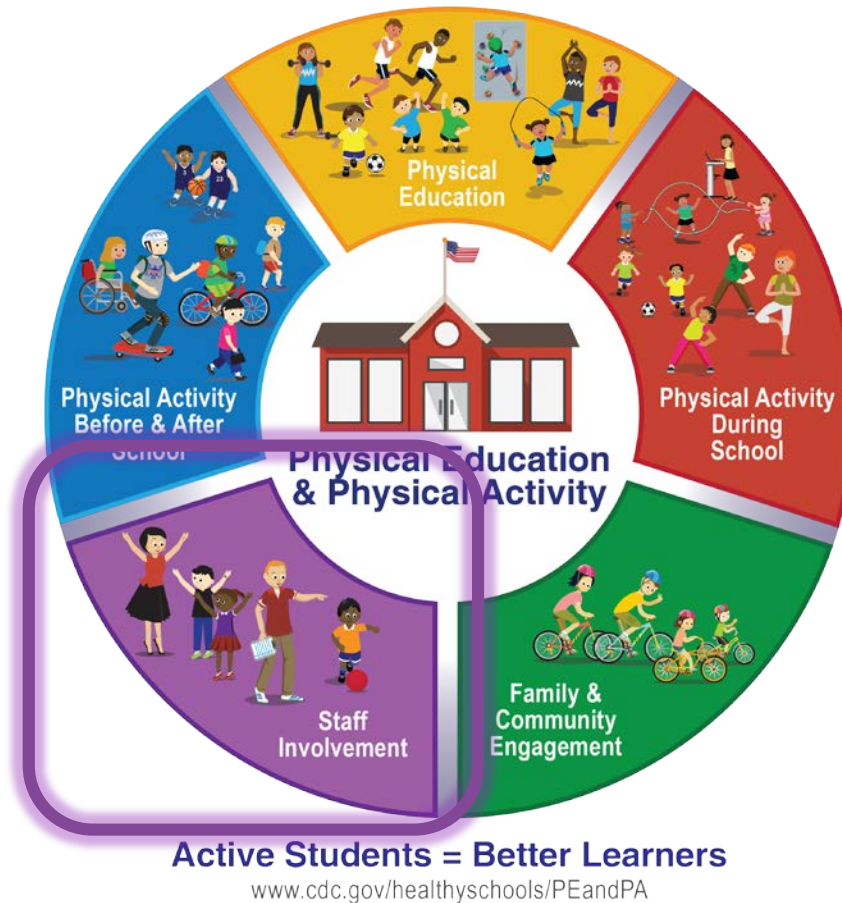 Physical
Education
Physical Activity
Before & After
School
Physical Activity
During
School
Physical Education
& Physical Activity
Staff
Involvement
Family &
Community
Engagement
Active Students = Better Learners
www.cdc.gov/healthyschools/PEandPA